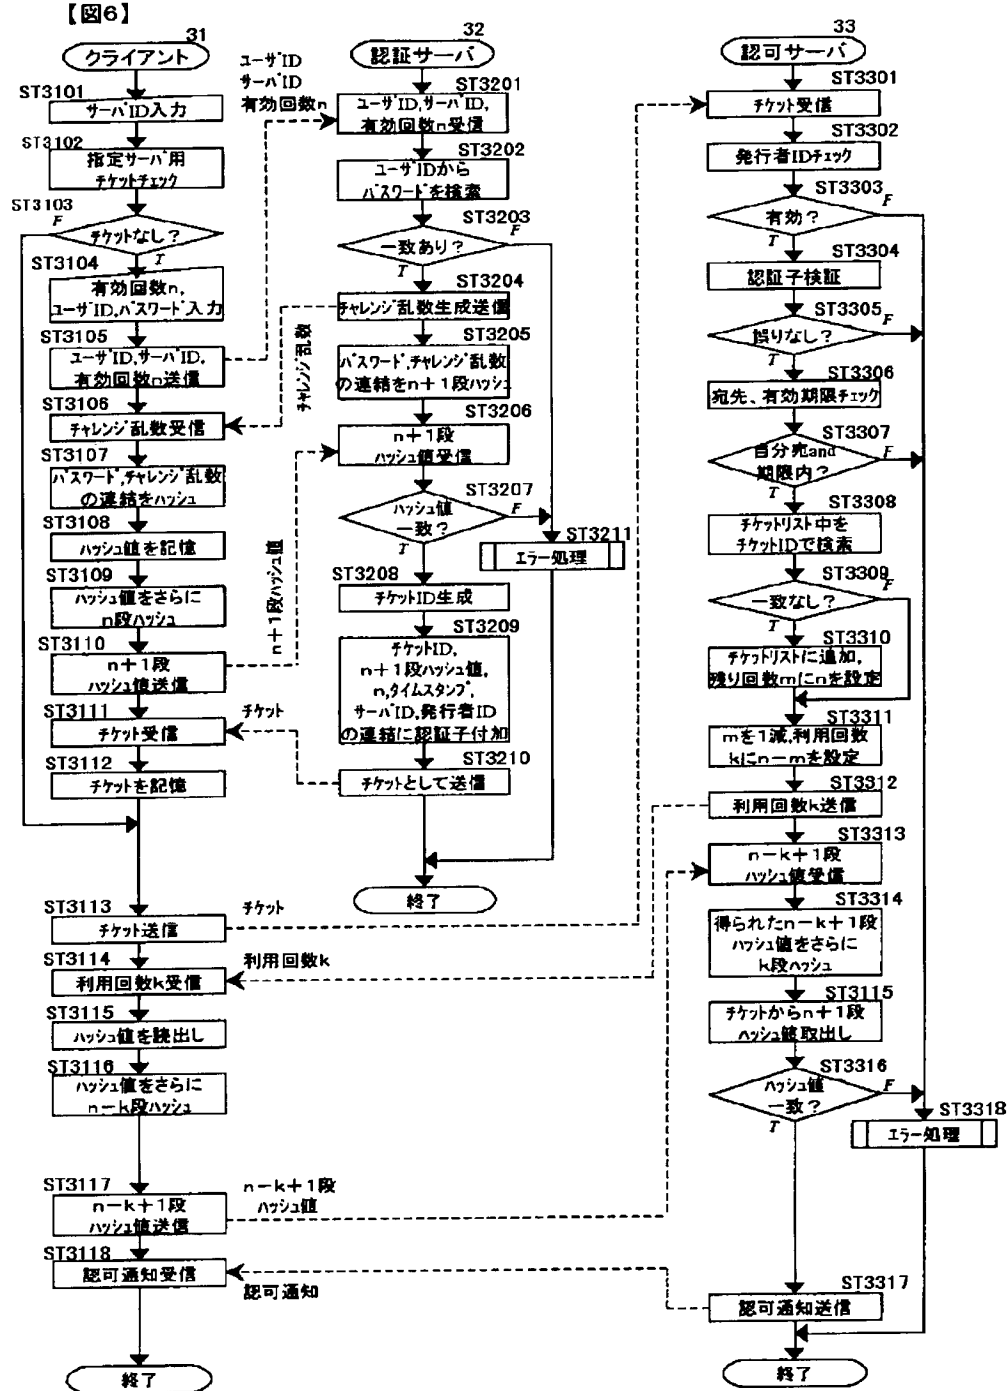 【図6】
31
クライアント
ST3101
サーバID入力
ST3102
指定サーバ用
チケットチェック
ST3103
F
チケットなし？
T
ST3104
有効回数n,
ユーザID,パスワード入力
ST3105
ユーザID,サーバID,
有効回数n送信
ST3106
チャレンジ乱数受信
ST3107
パスワード,チャレンジ乱数
の連結をハッシュ
ST3108
ハッシュ値を記憶
ST3109
ハッシュ値をさらに
n段ハッシュ
ST3110
n＋1段
ハッシュ値送信
ST3111
チケット受信
ST3112
チケットを記憶
ST3113
チケット送信
ST3114
利用回数k受信
ST3115
ハッシュ値を読出し
ST3116
ハッシュ値をさらに
n－k段ハッシュ
ST3117
n－k＋1段
ハッシュ値送信
ST3118
認可通知受信
終了
ユーザID
サーバID
有効回数n
チャレンジ乱数
n＋1段ハッシュ値
チケット
チケット
利用回数k
n－k＋1段
ハッシュ値
認可通知
32
認証サーバ
ST3201
ユーザID,サーバID,
有効回数n受信
ST3202
ユーザIDから
パスワードを検索
ST3203
一致あり？
F
T
ST3204
チャレンジ乱数生成送信
ST3205
パスワード,チャレンジ乱数
の連結をn＋1段ハッシュ
ST3206
n＋1段
ハッシュ値受信
ST3207
ハッシュ値
一致？
F
T
ST3211
エラー処理
ST3208
チケットID生成
ST3209
チケットID,
n＋1段ハッシュ値,
n,タイムスタンプ,
サーバID,発行者ID
の連結に認証子付加
ST3210
チケットとして送信
終了
33
認可サーバ
ST3301
チケット受信
ST3302
発行者IDチェック
ST3303
有効？
F
T
ST3304
認証子検証
ST3305
誤りなし？
F
T
ST3306
宛先、有効期限チェック
ST3307
自分宛and
期限内？
F
T
ST3308
チケットリスト中を
チケットIDで検索
ST3309
一致なし？
F
T
ST3310
チケットリストに追加,
残り回数mにnを設定
ST3311
mを1減,利用回数
kにn－mを設定
ST3312
利用回数k送信
ST3313
n－k＋1段
ハッシュ値受信
ST3314
得られたn－k＋1段
ハッシュ値をさらに
k段ハッシュ
ST3115
チケットからn＋1段
ハッシュ値取出し
ST3316
ハッシュ値
一致？
F
T
ST3318
エラー処理
ST3317
認可通知送信
終了